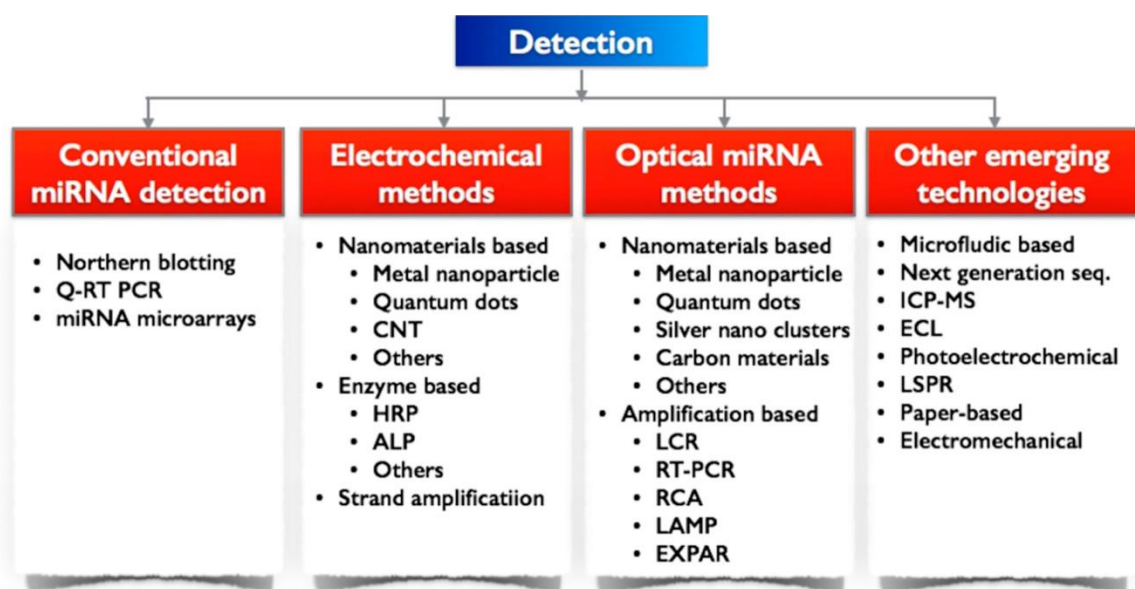 Detection
Conventional
miRNA detection
• Northern blotting
• Q-RT PCR
• miRNA microarrays
Electrochemical
methods
• Nanomaterials based
• Metal nanoparticle
• Quantum dots
• CNT
• Others
• Enzyme based
• HRP
• ALP
• Others
• Strand amplificatiion
Optical miRNA
methods
• Nanomaterials based
• Metal nanoparticle
• Quantum dots
• Silver nano clusters
• Carbon materials
• Others
• Amplification based
• LCR
• RT-PCR
• RCA
• LAMP
• EXPAR
Other emerging
technologies
• Microfludic based
• Next generation seq.
• ICP-MS
• ECL
• Photoelectrochemical
• LSPR
• Paper-based
• Electromechanical